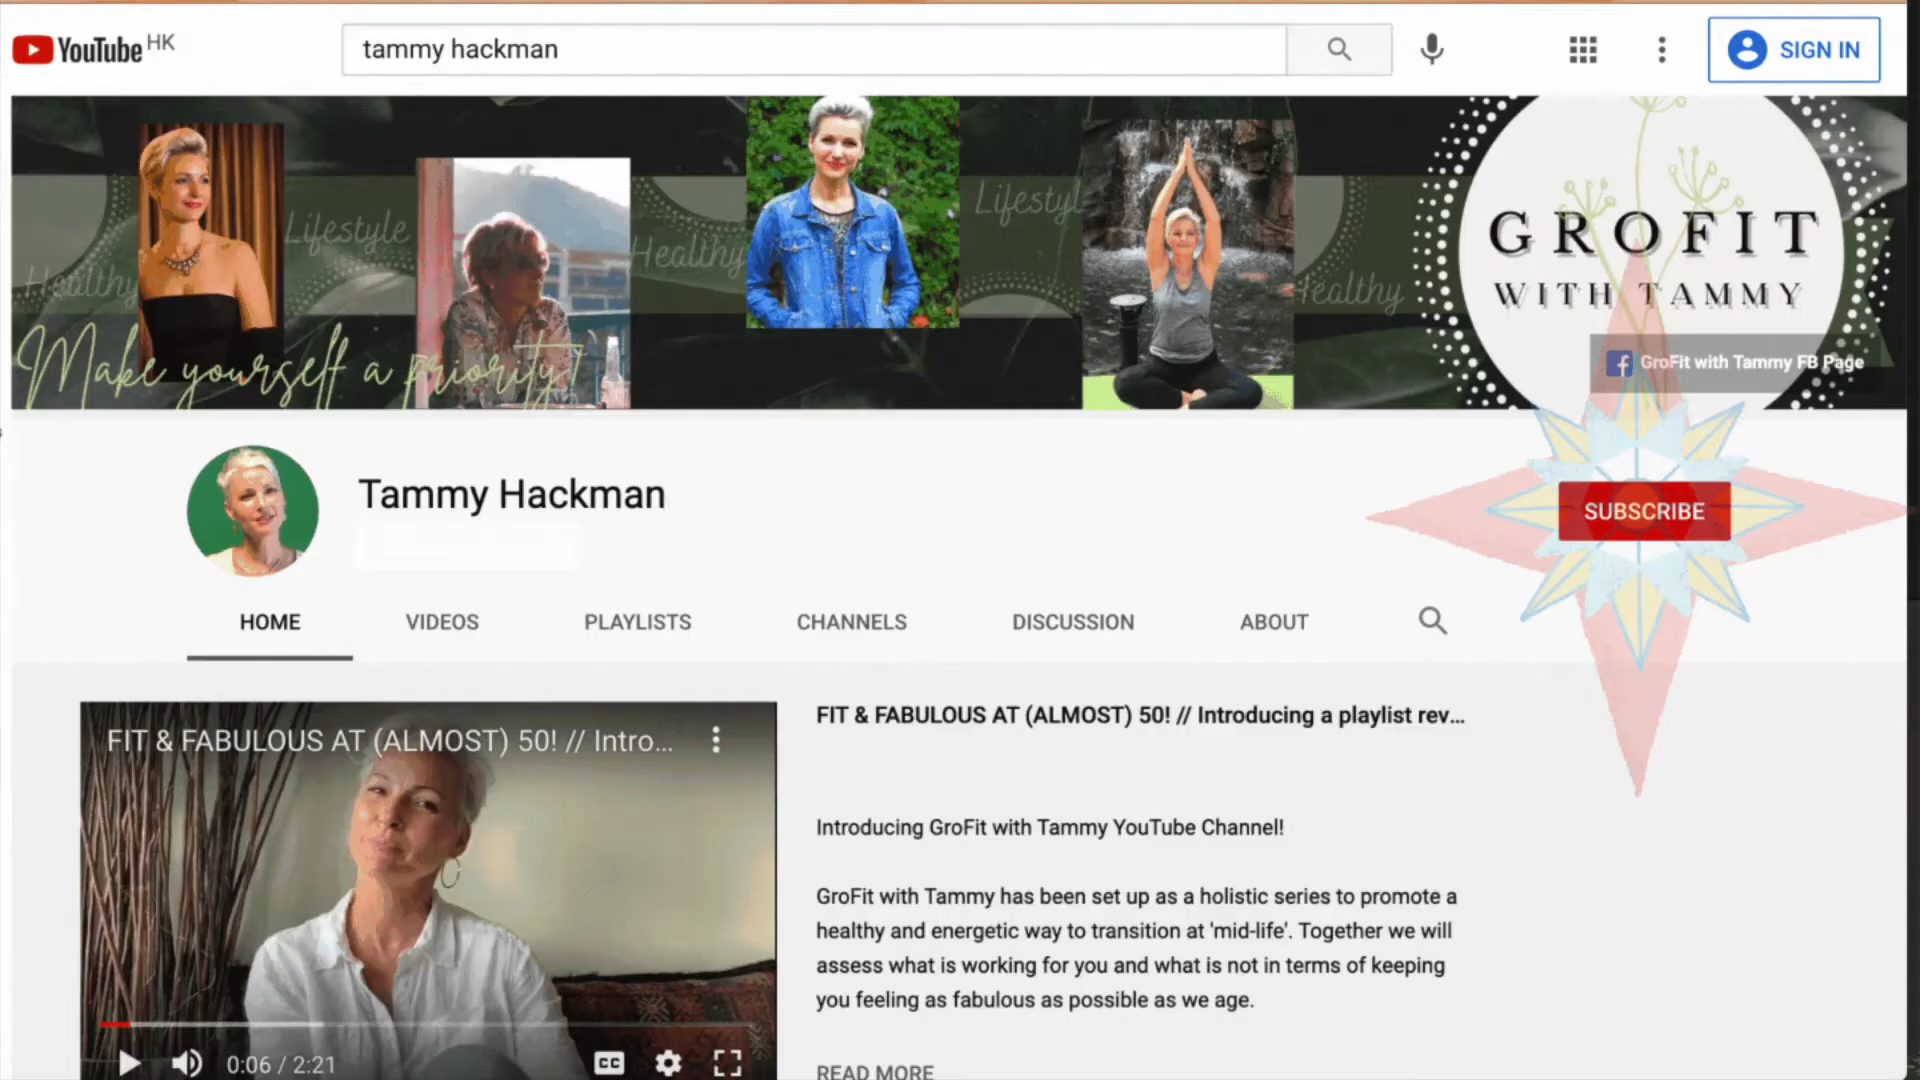 YouTube HK
tammy hackman
SIGN IN
Lifestyle
Healthy
Lifestyl
Healthy
Healthy
Make yourself a priority!
GROFIT
WITH TAMMY
GroFit with Tammy FB Page
Tammy Hackman
SUBSCRIBE
HOME VIDEOS PLAYLISTS CHANNELS DISCUSSION ABOUT
FIT & FABULOUS AT (ALMOST) 50! // Intro...
0:06 / 2:21
CC
FIT & FABULOUS AT (ALMOST) 50! // Introducing a playlist rev...
Introducing GroFit with Tammy YouTube Channel!
GroFit with Tammy has been set up as a holistic series to promote a
healthy and energetic way to transition at 'mid-life'. Together we will
assess what is working for you and what is not in terms of keeping
you feeling as fabulous as possible as we age.
READ MORE